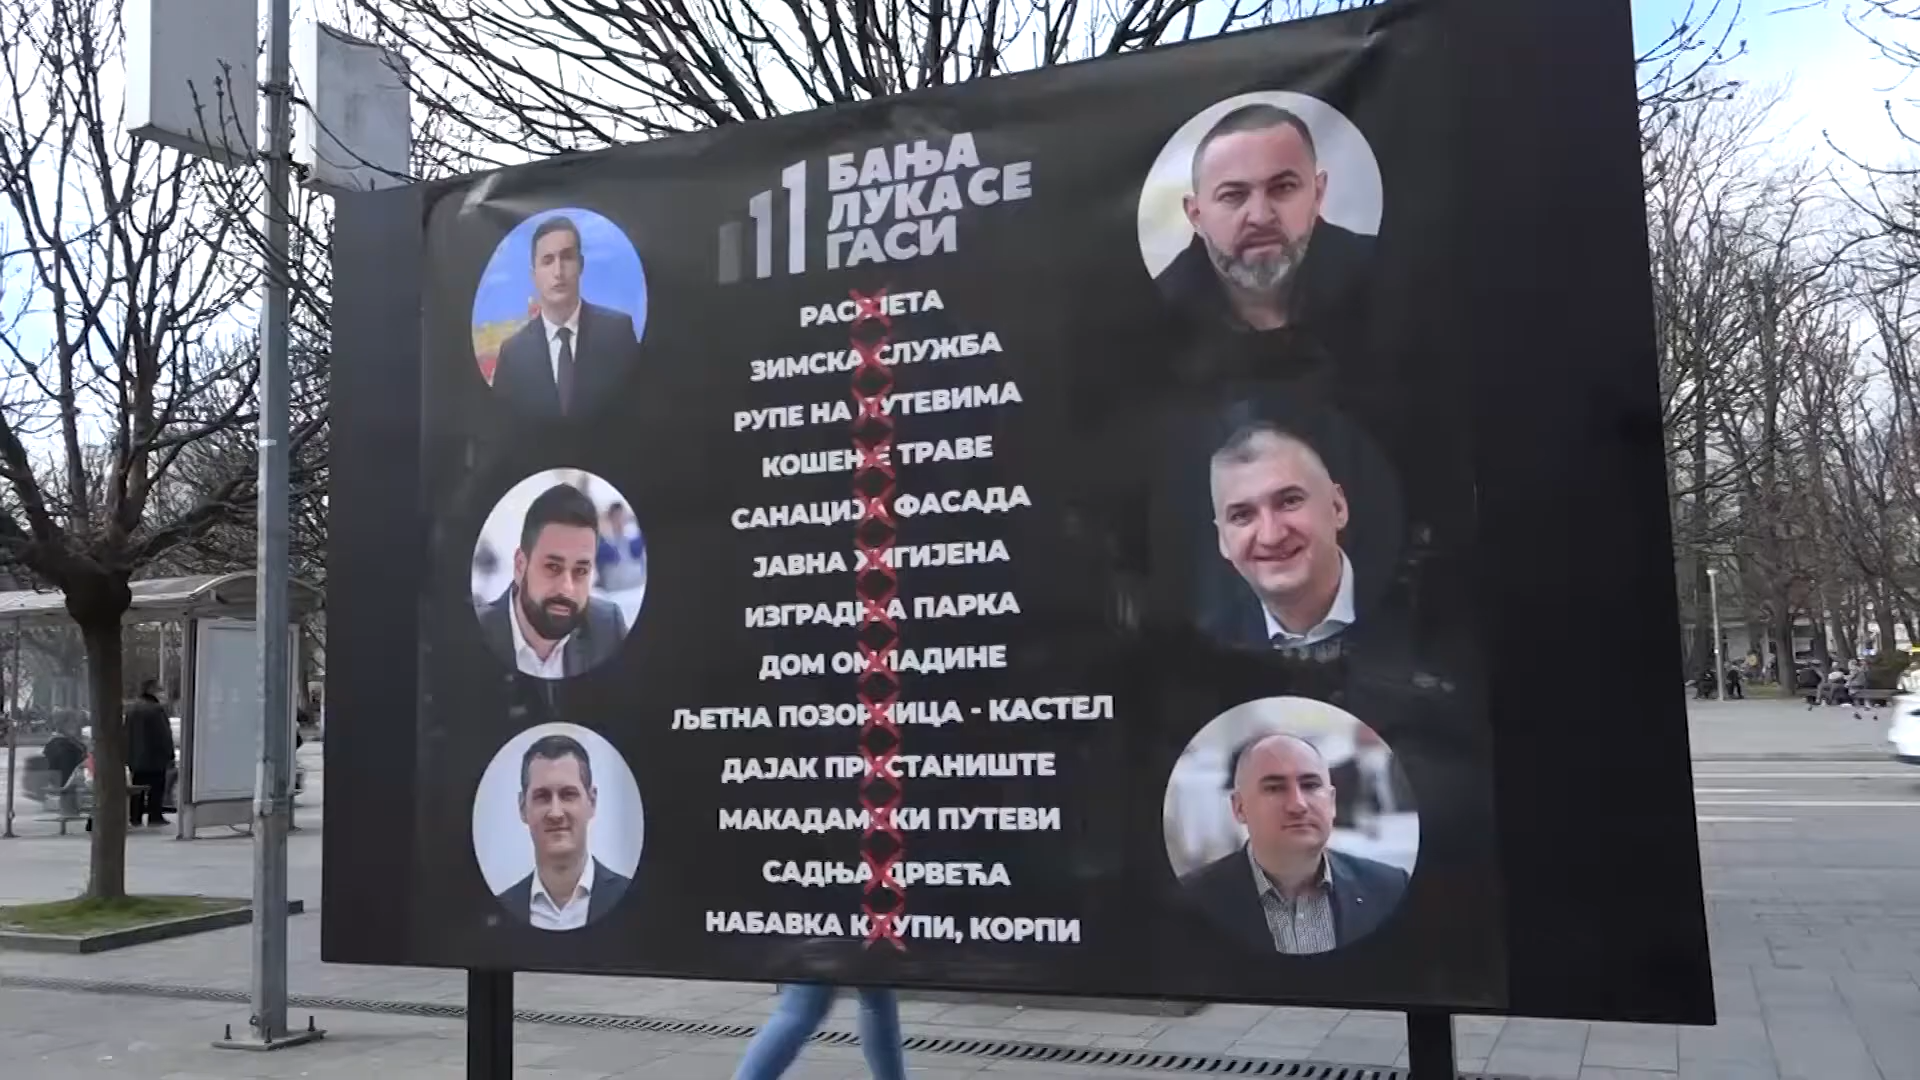 11
БАЊА
ЛУКА СЕ
ГАСИ
РАСВЈЕТА
ЗИМСКА СЛУЖБА
РУПЕ НА ПУТЕВИМА
КОШЕЊЕ ТРАВЕ
САНАЦИЈА ФАСАДА
ЈАВНА ХИГИЈЕНА
ИЗГРАДЊА ПАРКА
ДОМ ОМЛАДИНЕ
ЉЕТНА ПОЗОРНИЦА - КАСТЕЛ
ДАЈАК ПРИСТАНИШТЕ
МАКАДАМСКИ ПУТЕВИ
САДЊА ДРВЕЋА
НАБАВКА КЛУПИ, КОРПИ